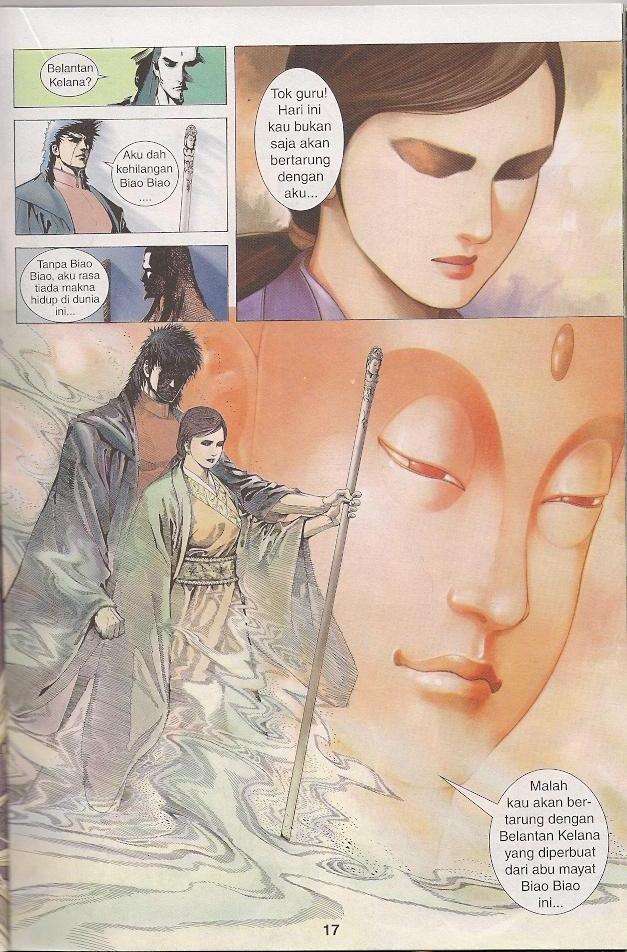 Belantan
Kelana?
Tok guru!
Hari ini
kau bukan
saja akan
bertarung
dengan
aku...
Aku dah
kehilangan
Biao Biao
....
Tanpa Biao
Biao, aku rasa
tiada makna
hidup di dunia
ini...
Malah
kau akan ber-
tarung dengan
Belantan Kelana
yang diperbuat
dari abu mayat
Biao Biao
ini...
17